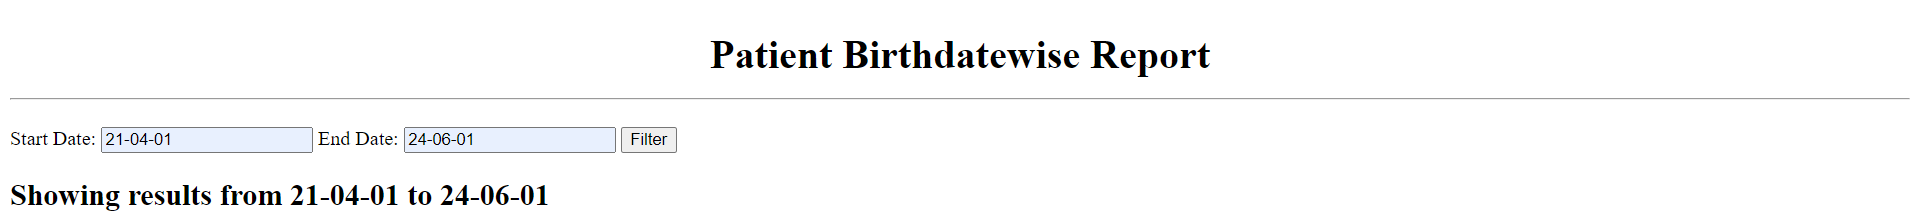 Patient Birthdatewise Report
Start Date: 21-04-01 End Date: 24-06-01 Filter
Showing results from 21-04-01 to 24-06-01